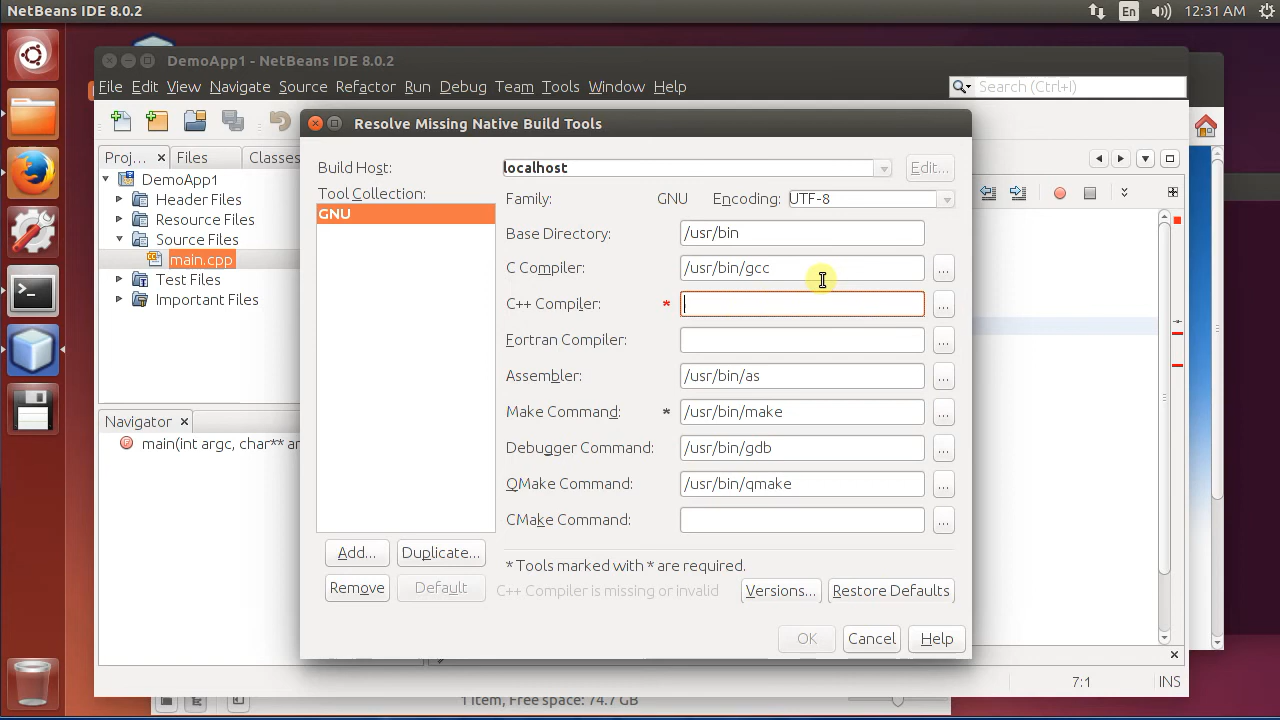 NetBeans IDE 8.0.2
En
12:31 AM
DemoApp1 - NetBeans IDE 8.0.2
File Edit View Navigate Source Refactor Run Debug Team Tools Window Help
Search (Ctrl+I)
Resolve Missing Native Build Tools
Proj... Files Classes
DemoApp1
Header Files
Resource Files
Source Files
main.cpp
Test Files
Important Files
Navigator
main(int argc, char** ar
Build Host: localhost Edit...
Tool Collection:
GNU
Family: GNU Encoding: UTF-8
Base Directory: /usr/bin
C Compiler: /usr/bin/gcc ...
C++ Compiler: * ...
Fortran Compiler: ...
Assembler: /usr/bin/as ...
Make Command: * /usr/bin/make ...
Debugger Command: /usr/bin/gdb ...
QMake Command: /usr/bin/qmake ...
CMake Command: ...
Add... Duplicate...
Remove Default
* Tools marked with * are required.
C++ Compiler is missing or invalid Versions... Restore Defaults
OK Cancel Help
7:1 INS
1 item, Free space: 74.7 GB